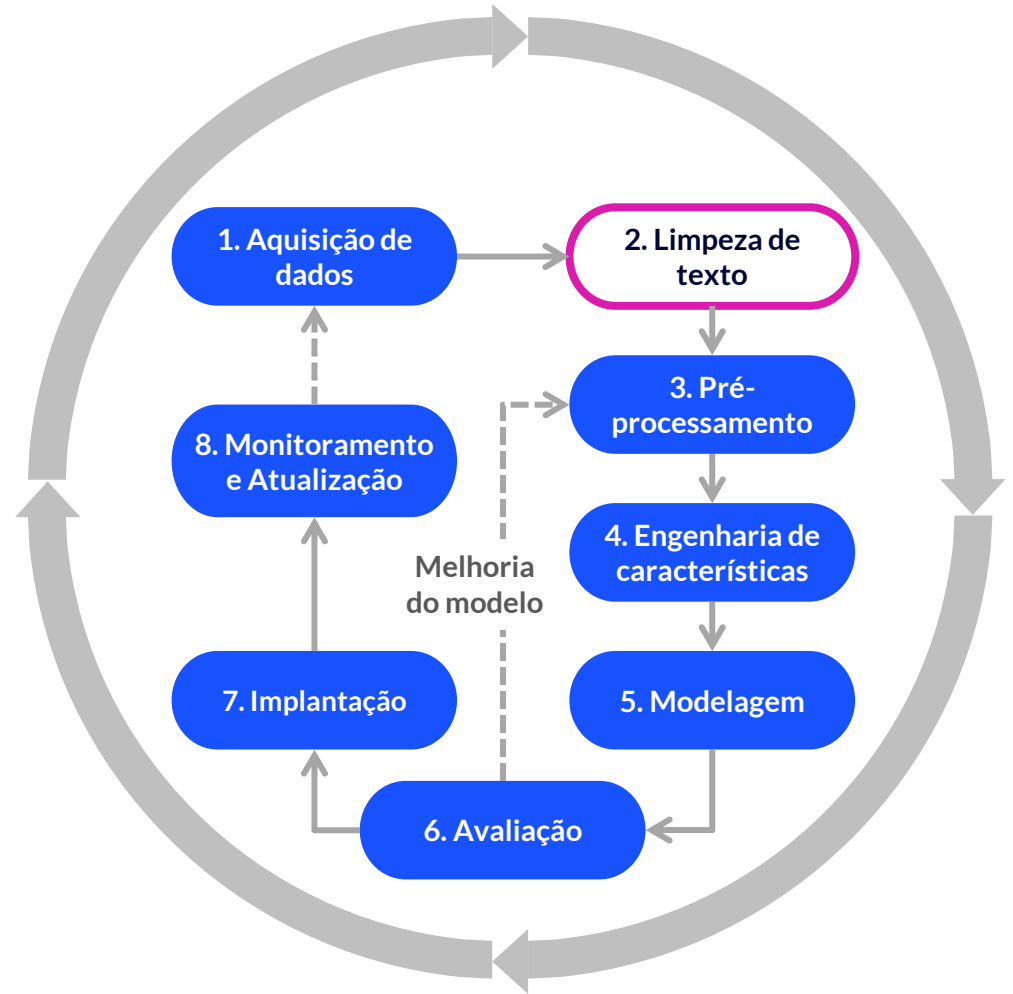 1. Aquisição de
dados
2. Limpeza de
texto
3. Pré-
processamento
4. Engenharia de
características
5. Modelagem
6. Avaliação
7. Implantação
8. Monitoramento
e Atualização
Melhoria
do modelo